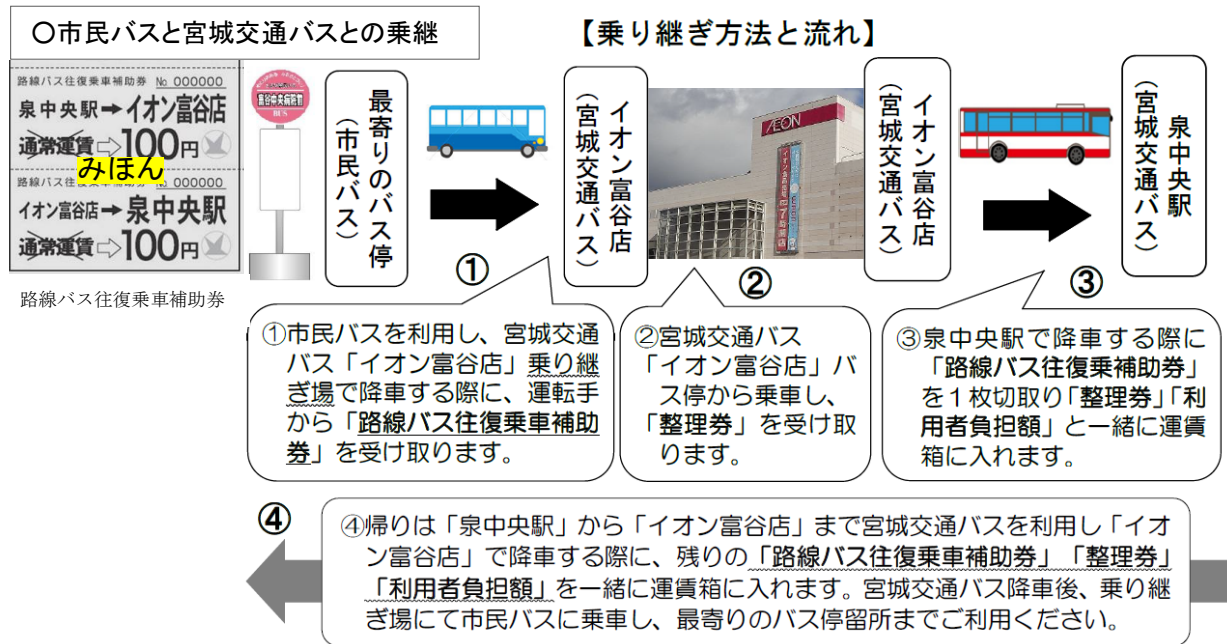 〇市民バスと宮城交通バスとの乗継
【乗り継ぎ方法と流れ】
路線バス往復乗車補助券 No 000000
泉中央駅➡イオン富谷店
通常運賃⇨100円
みほん
路線バス往 No 000000
イオン富谷店➡泉中央駅
通常運賃⇨100円
路線バス往復乗車補助券
富谷中央病院前
BUS
最寄りのバス停
(市民バス)
①
イオン富谷店
(宮城交通バス)
AEON
②
イオン富谷店
(宮城交通バス)
③
泉中央駅
(宮城交通バス)
①市民バスを利用し、宮城交通
バス「イオン富谷店」乗り継
ぎ場で降車する際に、運転手
から「路線バス往復乗車補助
券」を受け取ります。
②宮城交通バス
「イオン富谷店」バ
ス停から乗車し、
「整理券」を受け取
ります。
③泉中央駅で降車する際に
「路線バス往復乗補助券」
を１枚切取り「整理券」「利
用者負担額」と一緒に運賃
箱に入れます。
④
④帰りは「泉中央駅」から「イオン富谷店」まで宮城交通バスを利用し「イオ
ン富谷店」で降車する際に、残りの「路線バス往復乗車補助券」「整理券」
「利用者負担額」を一緒に運賃箱に入れます。宮城交通バス降車後、乗り継
ぎ場にて市民バスに乗車し、最寄りのバス停留所までご利用ください。